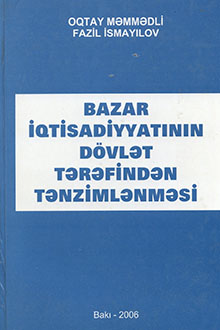 OQTAY MƏMMƏDLİ
FAZİL İSMAYILOV
BAZAR
İQTİSADİYYATININ
DÖVLƏT
TƏRƏFİNDƏN
TƏNZİMLƏNMƏSİ
Bakı - 2006